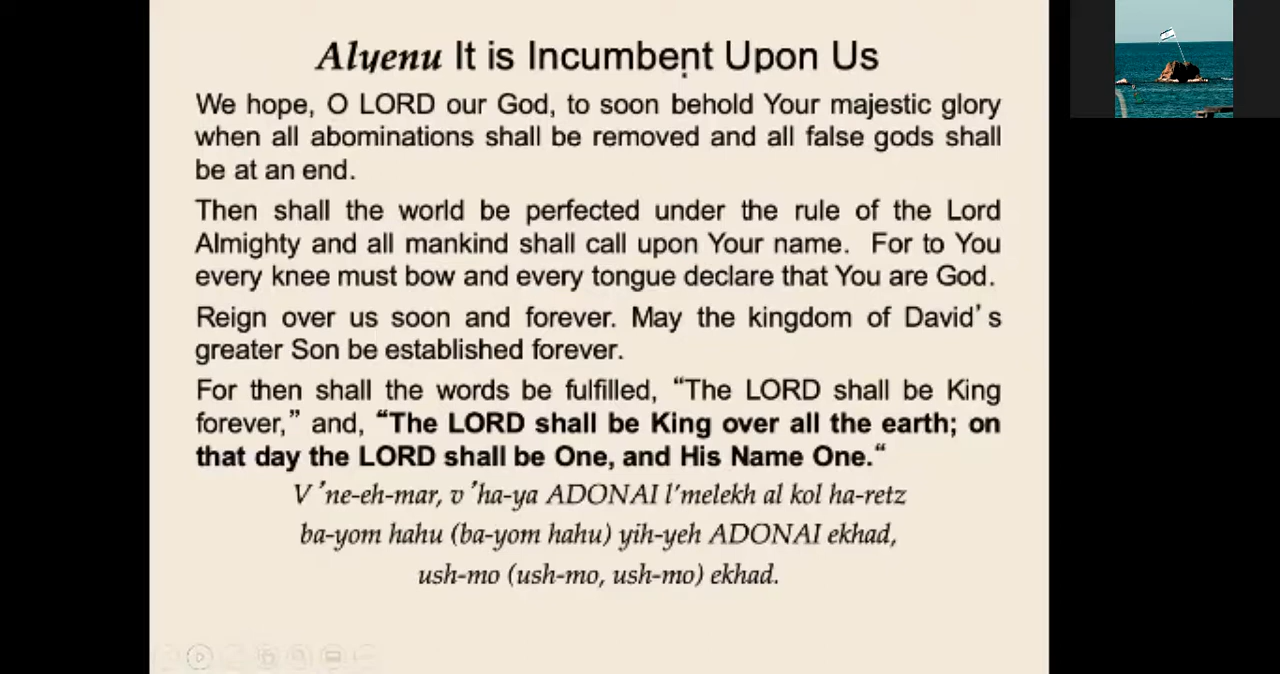 Alyenu It is Incumbent Upon Us
We hope, O LORD our God, to soon behold Your majestic glory
when all abominations shall be removed and all false gods shall
be at an end.
Then shall the world be perfected under the rule of the Lord
Almighty and all mankind shall call upon Your name. For to You
every knee must bow and every tongue declare that You are God.
Reign over us soon and forever. May the kingdom of David’s
greater Son be established forever.
For then shall the words be fulfilled, “The LORD shall be King
forever,” and, “The LORD shall be King over all the earth; on
that day the LORD shall be One, and His Name One.“
V ’ne-eh-mar, v ’ha-ya ADONAI l’melekh al kol ha-retz
ba-yom hahu (ba-yom hahu) yih-yeh ADONAI ekhad,
ush-mo (ush-mo, ush-mo) ekhad.